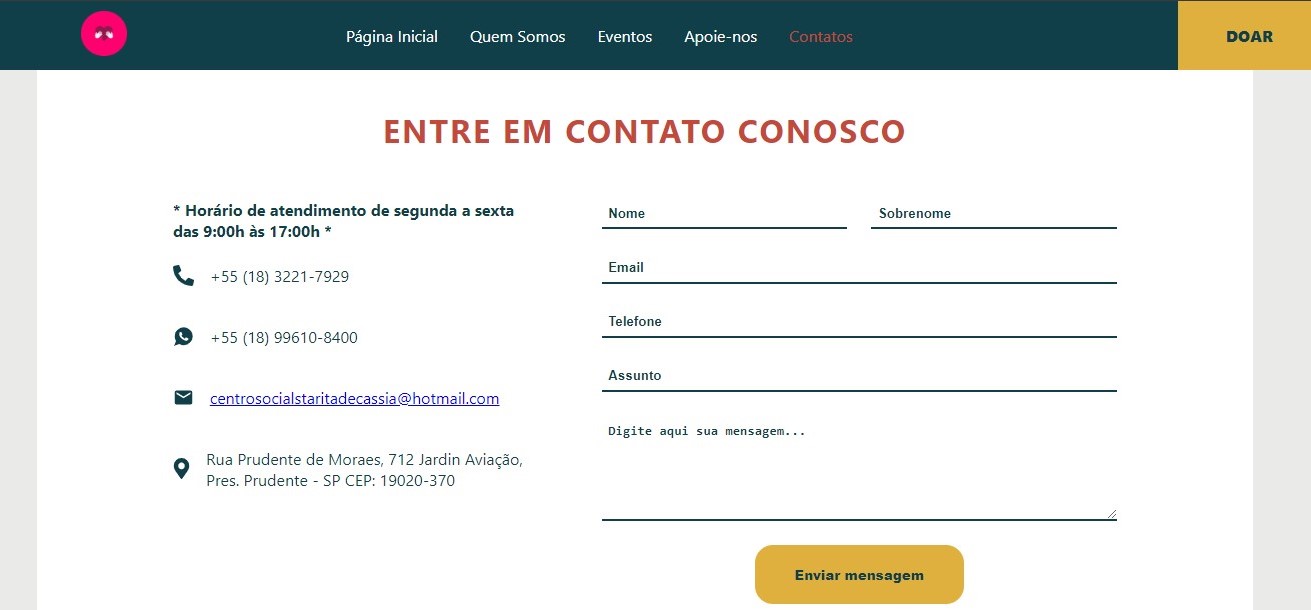 Página Inicial
Quem Somos
Eventos
Apoie-nos
Contatos
DOAR
ENTRE EM CONTATO CONOSCO
* Horário de atendimento de segunda a sexta
das 9:00h às 17:00h *
+55 (18) 3221-7929
+55 (18) 99610-8400
centrosocialstaritadecassia@hotmail.com
Rua Prudente de Moraes, 712 Jardin Aviação,
Pres. Prudente - SP CEP: 19020-370
Nome
Sobrenome
Email
Telefone
Assunto
Digite aqui sua mensagem...
Enviar mensagem